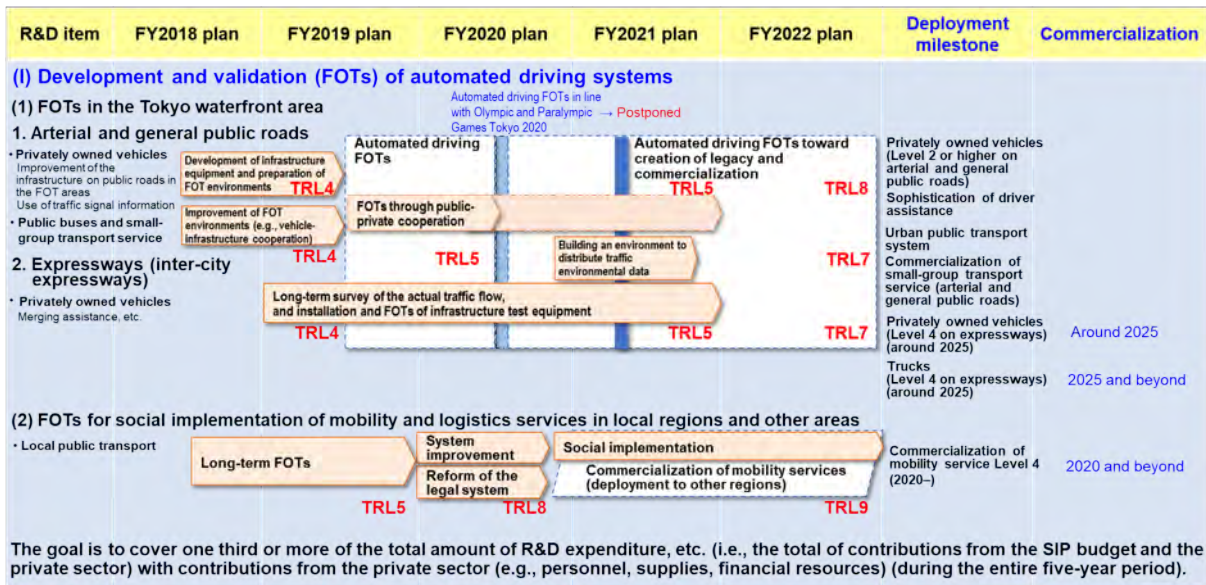 R&D item FY2018 plan FY2019 plan FY2020 plan FY2021 plan FY2022 plan Deployment milestone Commercialization
(I) Development and validation (FOTs) of automated driving systems
(1) FOTs in the Tokyo waterfront area
Automated driving FOTs in line
with Olympic and Paralympic → Postponed
Games Tokyo 2020
1. Arterial and general public roads
• Privately owned vehicles
Improvement of the
infrastructure on public roads in
the FOT areas
Use of traffic signal information
• Public buses and small-
group transport service
Development of infrastructure
equipment and preparation of
FOT environments
TRL4
Improvement of FOT
environments (e.g., vehicle-
infrastructure cooperation)
TRL4
Automated driving
FOTs
FOTs through public-
private cooperation
TRL5
Automated driving FOTs toward
creation of legacy and
commercialization
TRL5
TRL8
Building an environment to
distribute traffic
environmental data
TRL7
Privately owned vehicles
(Level 2 or higher on
arterial and general
public roads)
Sophistication of driver
assistance
Urban public transport
system
Commercialization of
small-group transport
service (arterial and
general public roads)
2. Expressways (inter-city
expressways)
• Privately owned vehicles
Merging assistance, etc.
Long-term survey of the actual traffic flow,
and installation and FOTs of infrastructure test equipment
TRL4
TRL5
TRL7
Privately owned vehicles
(Level 4 on expressways)
(around 2025)
Around 2025
Trucks
(Level 4 on expressways)
(around 2025)
2025 and beyond
(2) FOTs for social implementation of mobility and logistics services in local regions and other areas
• Local public transport
Long-term FOTs
TRL5
System
improvement
Reform of the
legal system
TRL8
Social implementation
Commercialization of mobility services
(deployment to other regions)
TRL9
Commercialization of
mobility service Level 4
(2020–)
2020 and beyond
The goal is to cover one third or more of the total amount of R&D expenditure, etc. (i.e., the total of contributions from the SIP budget and the
private sector) with contributions from the private sector (e.g., personnel, supplies, financial resources) (during the entire five-year period).